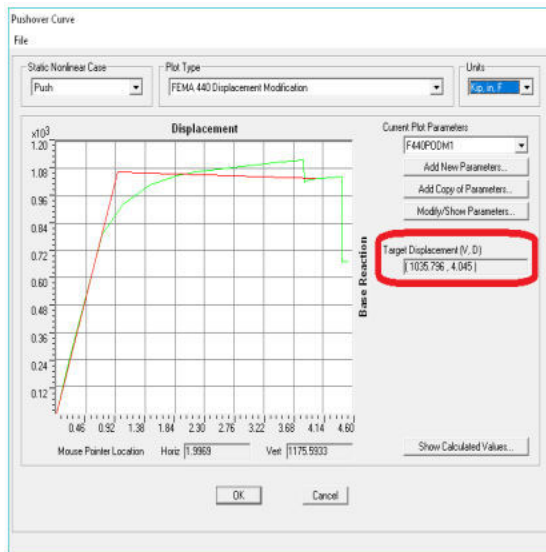 Pushover Curve
File
Static Nonlinear Case
Push
Plot Type
FEMA 440 Displacement Modification
Units
Kip, in, F
x10³
Displacement
1.20
1.08
0.96
0.84
0.72
0.60
0.48
0.36
0.24
0.12
0.46 0.92 1.38 1.84 2.30 2.76 3.22 3.68 4.14 4.60
Base Reaction
Mouse Pointer Location Horiz 1.9969 Vert 1175.5933
Current Plot Parameters
F440PODM1
Add New Parameters...
Add Copy of Parameters...
Modify/Show Parameters...
Target Displacement (V, D)
( 1035.796 , 4.045 )
Show Calculated Values...
OK
Cancel